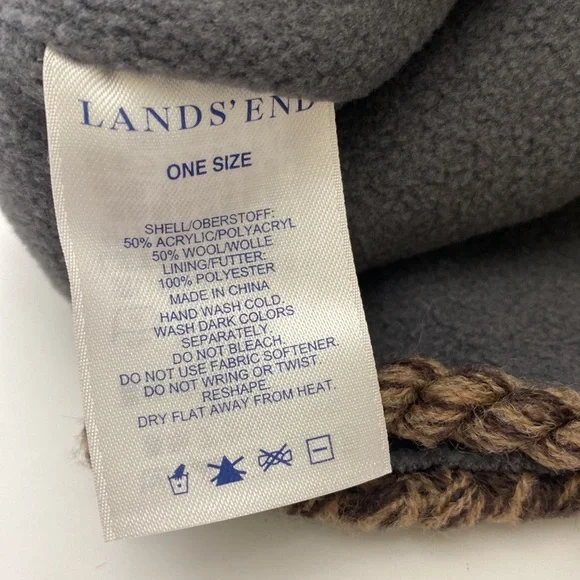 LANDS' END
ONE SIZE
SHELL/OBERSTOFF:
50% ACRYLIC/POLYACRYL
50% WOOL/WOLLE
LINING/FUTTER:
100% POLYESTER
MADE IN CHINA
HAND WASH COLD.
WASH DARK COLORS
SEPARATELY.
DO NOT BLEACH.
DO NOT USE FABRIC SOFTENER.
DO NOT WRING OR TWIST.
RESHAPE.
DRY FLAT AWAY FROM HEAT.